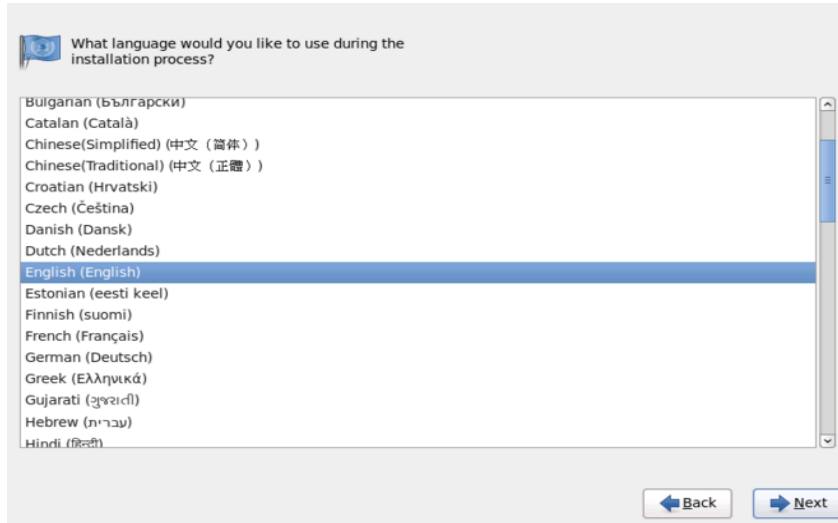 What language would you like to use during the
installation process?
Bulgarian (Български)
Catalan (Català)
Chinese(Simplified) (中文（简体）)
Chinese(Traditional) (中文（正體）)
Croatian (Hrvatski)
Czech (Čeština)
Danish (Dansk)
Dutch (Nederlands)
English (English)
Estonian (eesti keel)
Finnish (suomi)
French (Français)
German (Deutsch)
Greek (Ελληνικά)
Gujarati (ગુજરાતી)
Hebrew (עברית)
Hindi (हिन्दी)
Back
Next